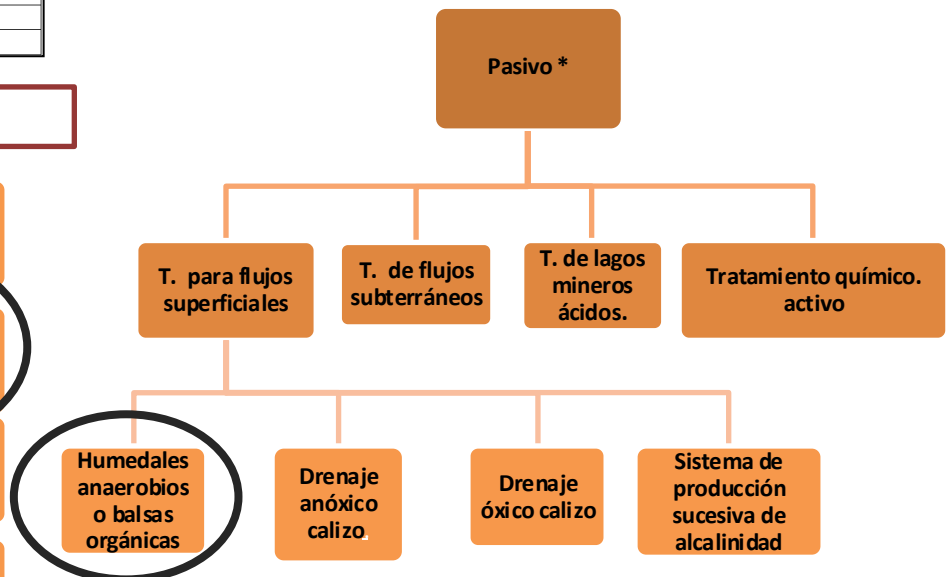 Pasivo *
T. para flujos
superficiales
T. de flujos
subterráneos
T. de lagos
mineros
ácidos.
Tratamiento químico.
activo
Humedales
anaerobios
o balsas
orgánicas
Drenaje
anóxico
calizo.
Drenaje
óxico calizo
Sistema de
producción
sucesiva de
alcalinidad